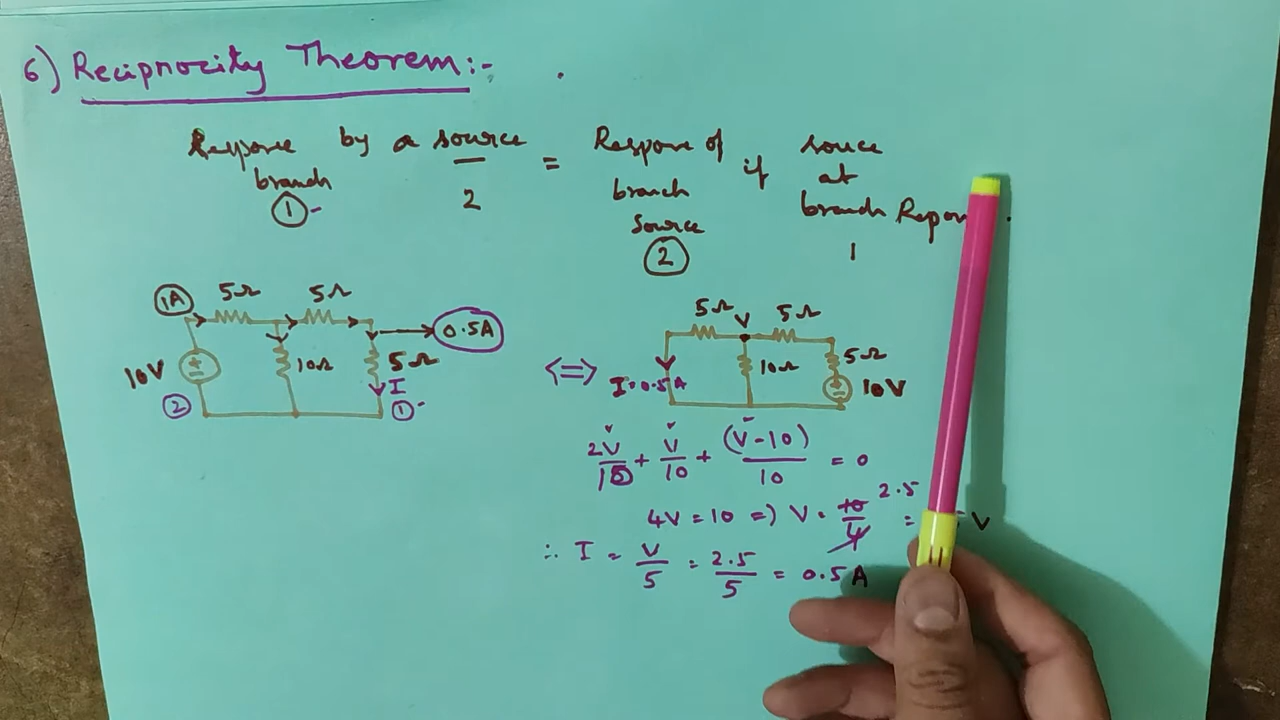 6) Reciprocity Theorem:-
Response by a source = Response of if souce
branch 2 branch at
① source branch Repon
② 1
1A 5Ω 5Ω 0.5A
10V 10Ω 5Ω
② I ①
⇔
5Ω V 5Ω
I=0.5A 10Ω 5Ω 10V
2V/10 + V/10 + (V-10)/10 = 0
4V = 10 => V = 10/4 2.5 = V
∴ I = V/5 = 2.5/5 = 0.5A